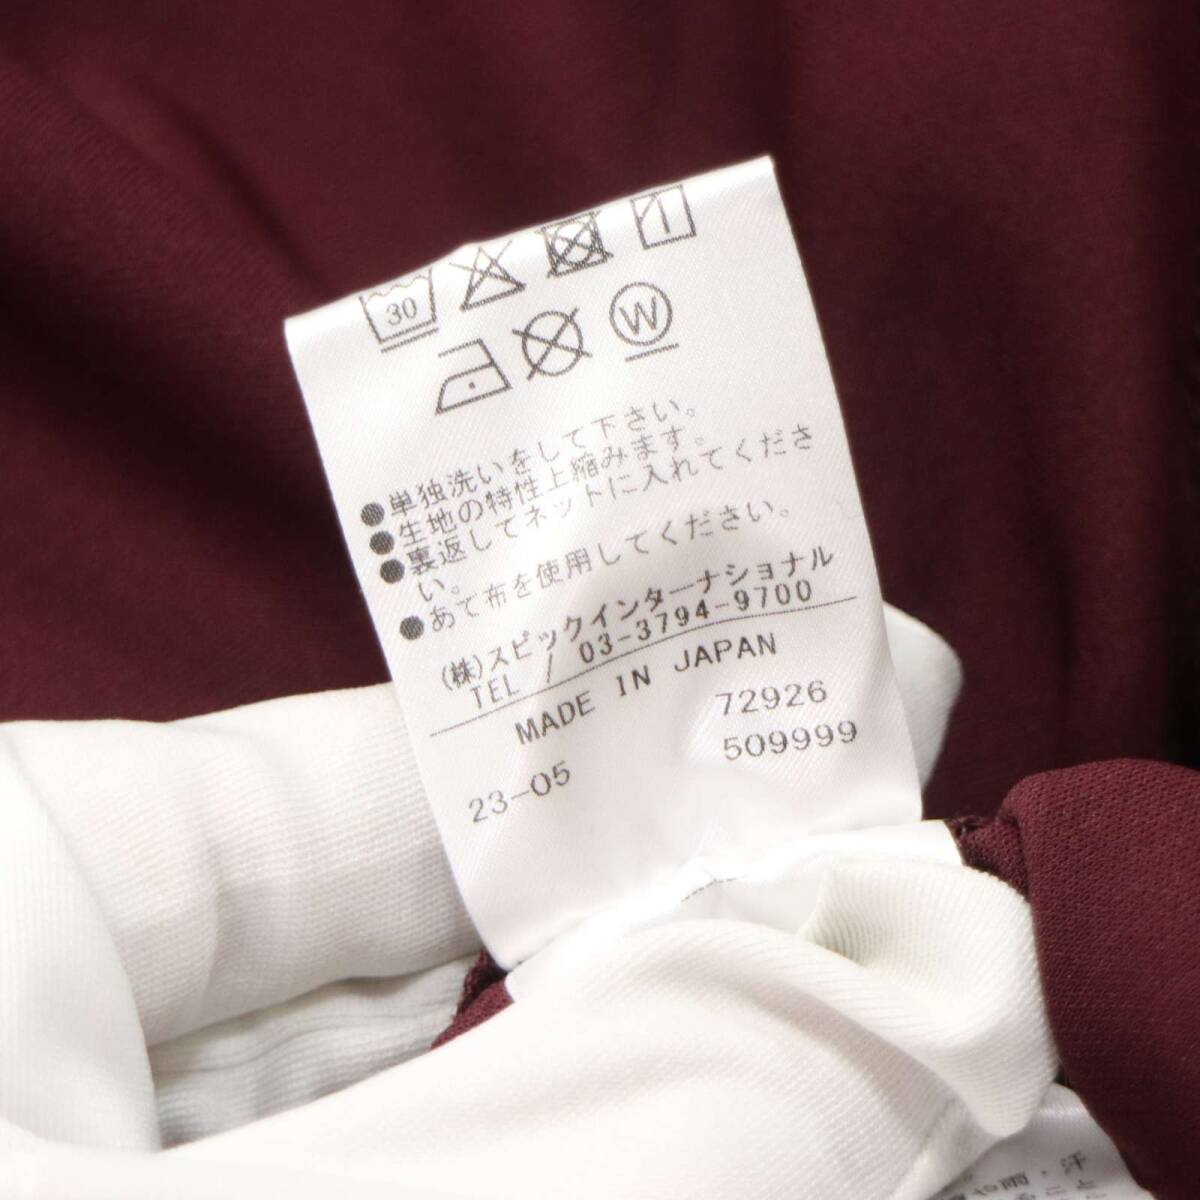 30
W
●単独洗いをして下さい。
●生地の特性上縮みます。
●裏返してネットに入れてくださ
い。
●あて布を使用してください。
(株)スピックインターナショナル
TEL / 03-3794-9700
MADE IN JAPAN
72926
23-05 509999
雨・汗